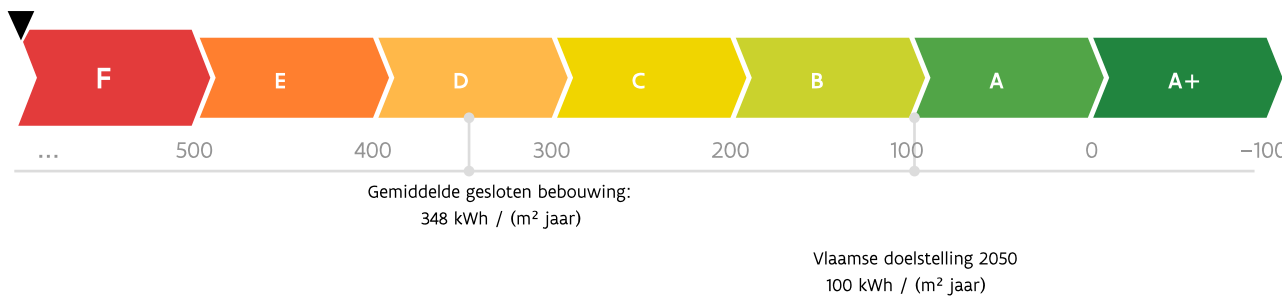 F E D C B A A+
... 500 400 300 200 100 0 –100
Gemiddelde gesloten bebouwing:
348 kWh / (m² jaar)
Vlaamse doelstelling 2050
100 kWh / (m² jaar)